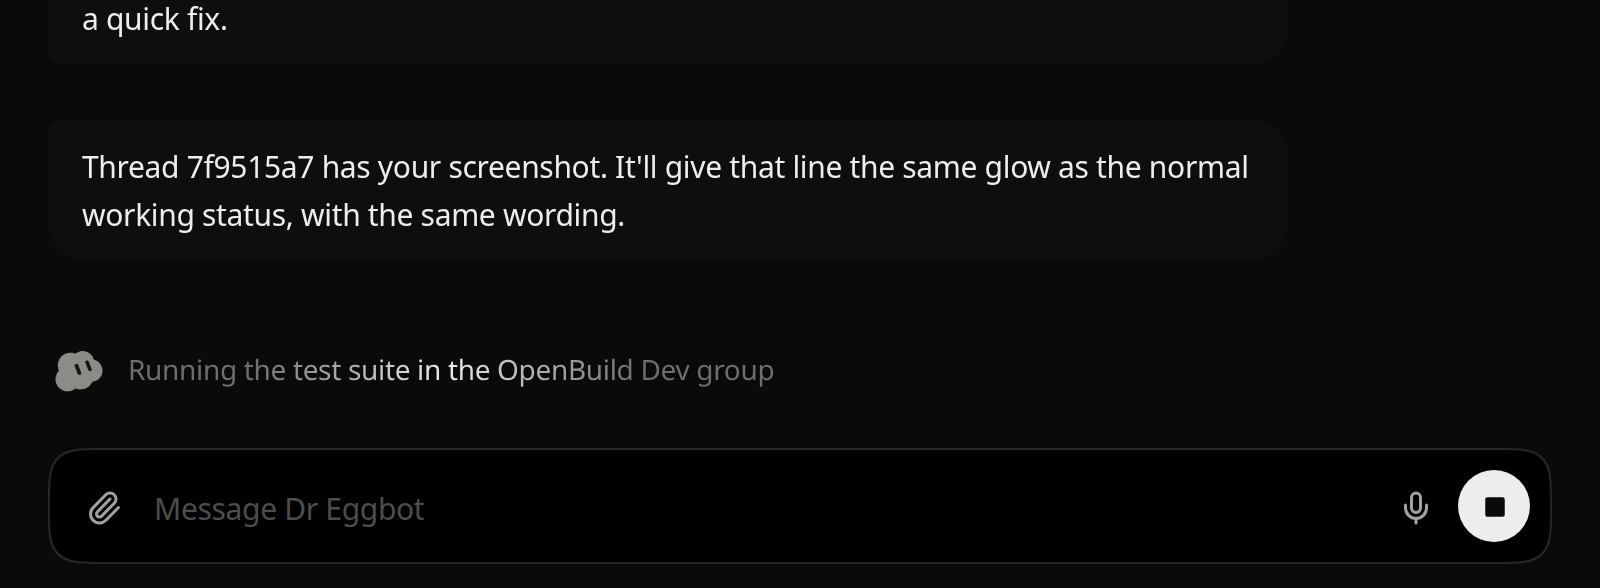 a quick fix.
Thread 7f9515a7 has your screenshot. It'll give that line the same glow as the normal
working status, with the same wording.
Running the test suite in the OpenBuild Dev group
Message Dr Eggbot